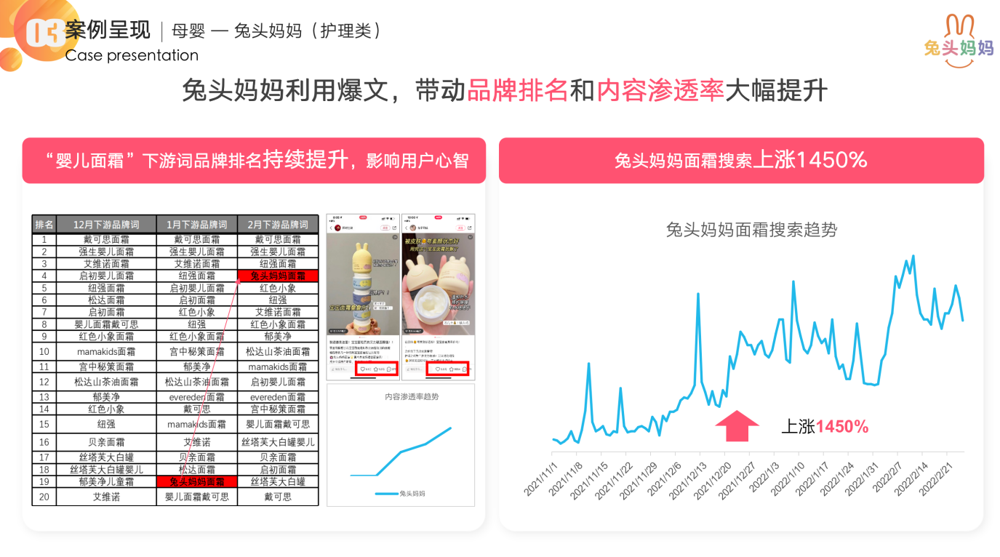 03 案例呈现 | 母婴 — 兔头妈妈（护理类）
Case presentation
兔头妈妈
兔头妈妈利用爆文，带动品牌排名和内容渗透率大幅提升
“婴儿面霜”下游词品牌排名持续提升，影响用户心智
排名 12月下游品牌词 1月下游品牌词 2月下游品牌词
1 戴可思面霜 戴可思面霜 戴可思面霜
2 强生婴儿面霜 强生婴儿面霜 强生婴儿面霜
3 艾维诺面霜 艾维诺面霜 纽强面霜
4 启初婴儿面霜 纽强面霜 兔头妈妈面霜
5 纽强面霜 启初婴儿面霜 红色小象
6 松达面霜 启初面霜 纽强
7 启初面霜 红色小象 艾维诺面霜
8 婴儿面霜戴可思 纽强 红色小象面霜
9 红色小象面霜 红色小象面霜 郁美净
10 mamakids面霜 宫中秘策面霜 松达山茶油面霜
11 宫中秘策面霜 郁美净 mamakids面霜
12 松达山茶油面霜 松达山茶油面霜 启初婴儿面霜
13 郁美净 evereden面霜 evereden面霜
14 红色小象 戴可思 宫中秘策面霜
15 纽强 mamakids面霜 婴儿面霜戴可思
16 贝亲面霜 艾维诺 丝塔芙大白罐婴儿
17 丝塔芙大白罐 贝亲面霜 贝亲面霜
18 丝塔芙大白罐婴儿 松达面霜 启初面霜
19 郁美净儿童霜 兔头妈妈面霜 丝塔芙大白罐
20 艾维诺 婴儿面霜戴可思 戴可思
内容渗透率趋势
兔头妈妈
兔头妈妈面霜搜索上涨1450%
兔头妈妈面霜搜索趋势
上涨1450%
2021/11/1
2021/11/8
2021/11/15
2021/11/22
2021/11/29
2021/12/6
2021/12/13
2021/12/20
2021/12/27
2022/1/3
2022/1/10
2022/1/17
2022/1/24
2022/1/31
2022/2/7
2022/2/14
2022/2/21